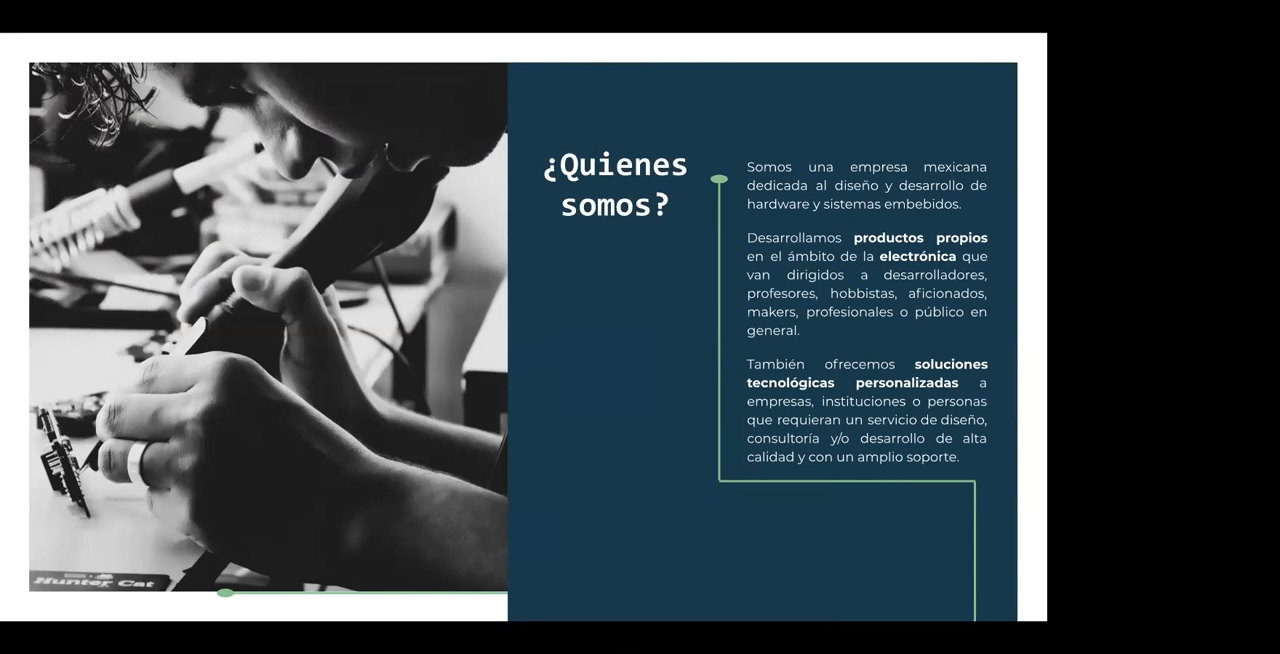 ¿Quienes
somos?
Somos una empresa mexicana
dedicada al diseño y desarrollo de
hardware y sistemas embebidos.
Desarrollamos productos propios
en el ámbito de la electrónica que
van dirigidos a desarrolladores,
profesores, hobbistas, aficionados,
makers, profesionales o público en
general.
También ofrecemos soluciones
tecnológicas personalizadas a
empresas, instituciones o personas
que requieran un servicio de diseño,
consultoría y/o desarrollo de alta
calidad y con un amplio soporte.
Hunter Cat